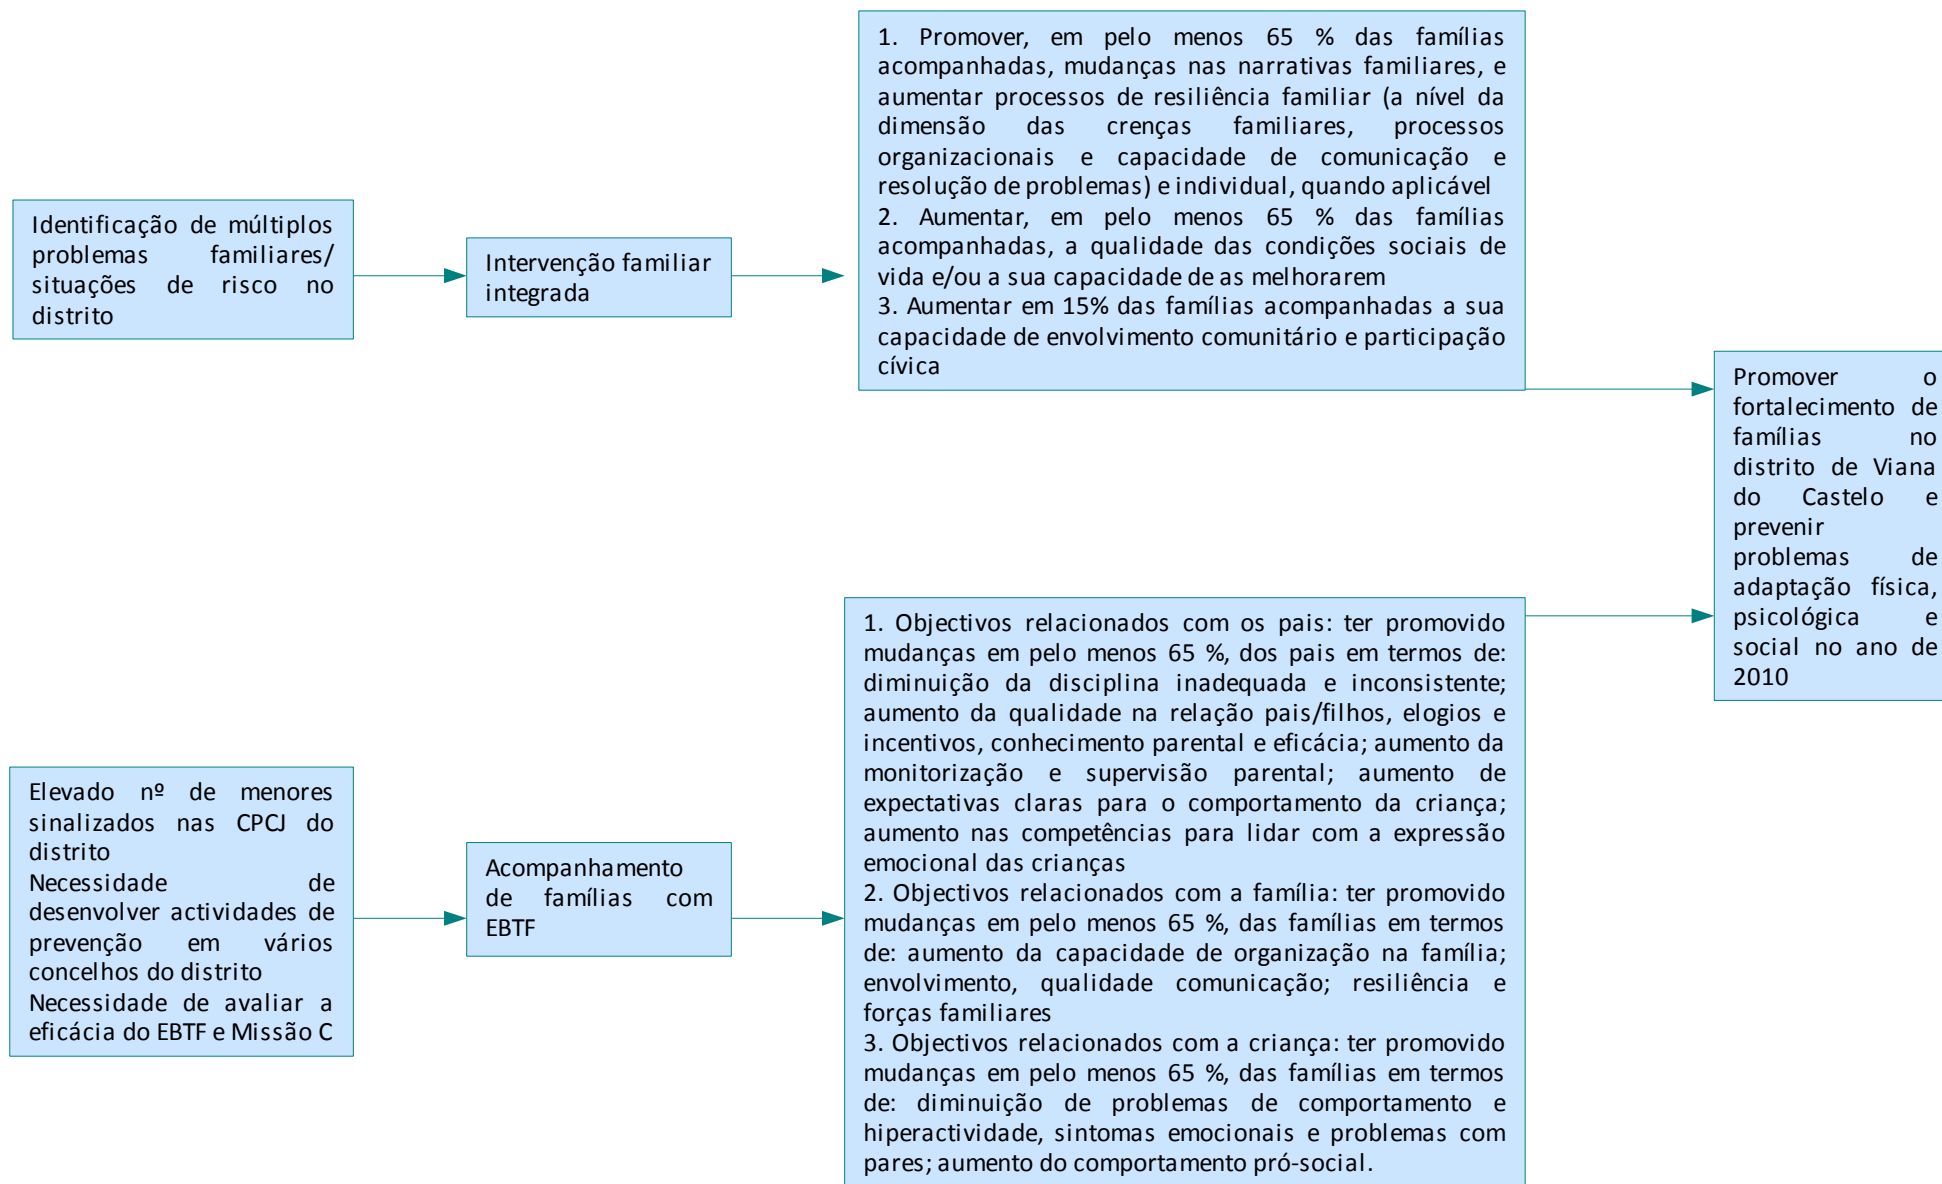 Identificação de múltiplos
problemas familiares/
situações de risco no
distrito
Intervenção familiar
integrada
1. Promover, em pelo menos 65 % das famílias
acompanhadas, mudanças nas narrativas familiares, e
aumentar processos de resiliência familiar (a nível da
dimensão das crenças familiares, processos
organizacionais e capacidade de comunicação e
resolução de problemas) e individual, quando aplicável
2. Aumentar, em pelo menos 65 % das famílias
acompanhadas, a qualidade das condições sociais de
vida e/ou a sua capacidade de as melhorarem
3. Aumentar em 15% das famílias acompanhadas a sua
capacidade de envolvimento comunitário e participação
cívica
Elevado nº de menores
sinalizados nas CPCJ do
distrito
Necessidade de
desenvolver actividades de
prevenção em vários
concelhos do distrito
Necessidade de avaliar a
eficácia do EBTF e Missão C
Acompanhamento
de famílias com
EBTF
1. Objectivos relacionados com os pais: ter promovido
mudanças em pelo menos 65 %, dos pais em termos de:
diminuição da disciplina inadequada e inconsistente;
aumento da qualidade na relação pais/filhos, elogios e
incentivos, conhecimento parental e eficácia; aumento da
monitorização e supervisão parental; aumento de
expectativas claras para o comportamento da criança;
aumento nas competências para lidar com a expressão
emocional das crianças
2. Objectivos relacionados com a família: ter promovido
mudanças em pelo menos 65 %, das famílias em termos
de: aumento da capacidade de organização na família;
envolvimento, qualidade comunicação; resiliência e
forças familiares
3. Objectivos relacionados com a criança: ter promovido
mudanças em pelo menos 65 %, das famílias em termos
de: diminuição de problemas de comportamento e
hiperactividade, sintomas emocionais e problemas com
pares; aumento do comportamento pró-social.
Promover o
fortalecimento de
famílias no
distrito de Viana
do Castelo e
prevenir
problemas de
adaptação física,
psicológica e
social no ano de
2010